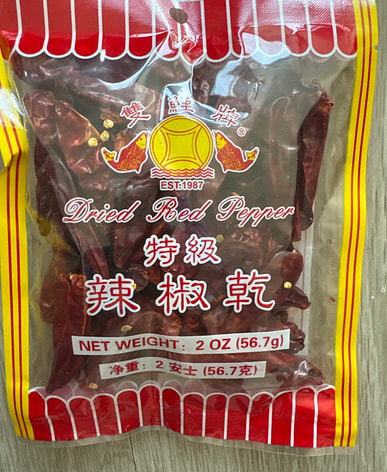 雙鯉牌
®
EST.1987
Dried Red Pepper
特級
辣椒乾
NET WEIGHT: 2 OZ (56.7g)
净重: 2 安士 (56.7克)